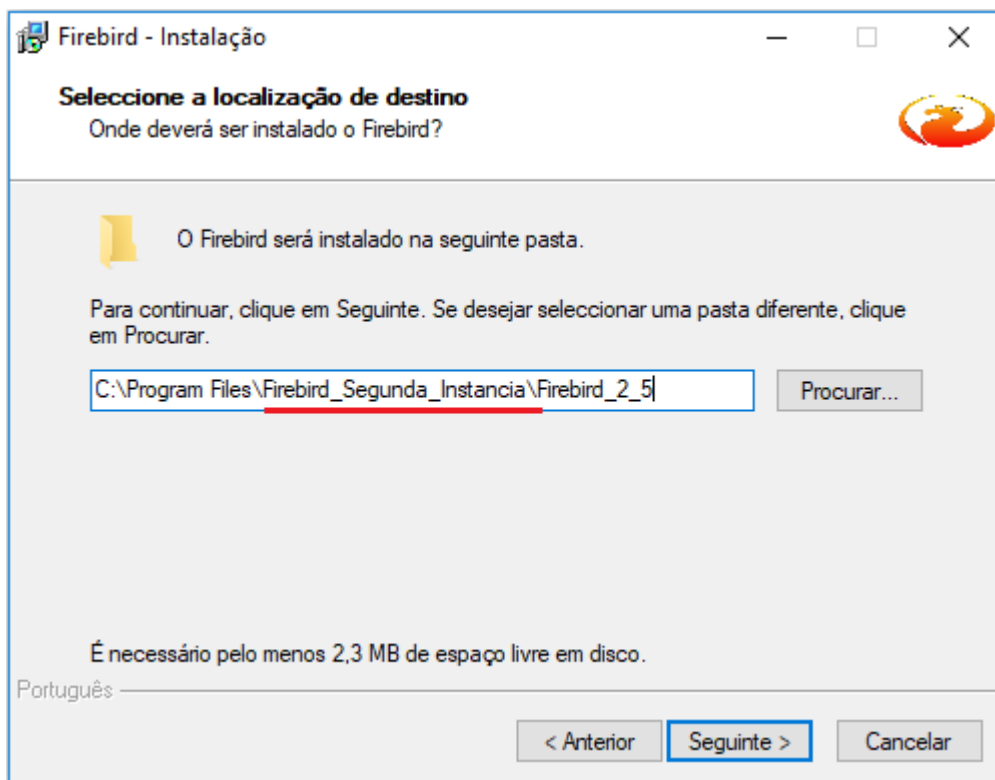 Firebird - Instalação
Seleccione a localização de destino
Onde deverá ser instalado o Firebird?
O Firebird será instalado na seguinte pasta.
Para continuar, clique em Seguinte. Se desejar seleccionar uma pasta diferente, clique
em Procurar.
C:\Program Files\Firebird_Segunda_Instancia\Firebird_2_5
Procurar...
É necessário pelo menos 2,3 MB de espaço livre em disco.
Português
< Anterior
Seguinte >
Cancelar